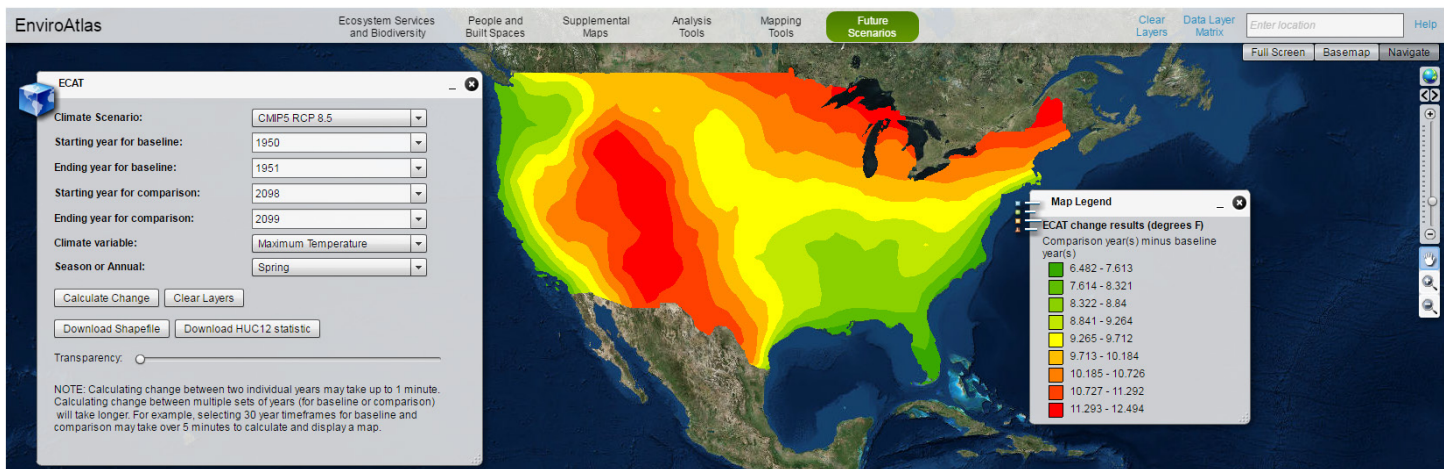 EnviroAtlas
Ecosystem Services
and Biodiversity
People and
Built Spaces
Supplemental
Maps
Analysis
Tools
Mapping
Tools
Future
Scenarios
Clear
Layers
Data Layer
Matrix
Enter location
Help
Full Screen
Basemap
Navigate
ECAT
Climate Scenario: CMIP5 RCP 8.5
Starting year for baseline: 1950
Ending year for baseline: 1951
Starting year for comparison: 2098
Ending year for comparison: 2099
Climate variable: Maximum Temperature
Season or Annual: Spring
Calculate Change Clear Layers
Download Shapefile Download HUC12 statistic
Transparency:
NOTE: Calculating change between two individual years may take up to 1 minute.
Calculating change between multiple sets of years (for baseline or comparison)
will take longer. For example, selecting 30 year timeframes for baseline and
comparison may take over 5 minutes to calculate and display a map.
Map Legend
ECAT change results (degrees F)
Comparison year(s) minus baseline
year(s)
6.482 - 7.613
7.614 - 8.321
8.322 - 8.84
8.841 - 9.264
9.265 - 9.712
9.713 - 10.184
10.185 - 10.726
10.727 - 11.292
11.293 - 12.494